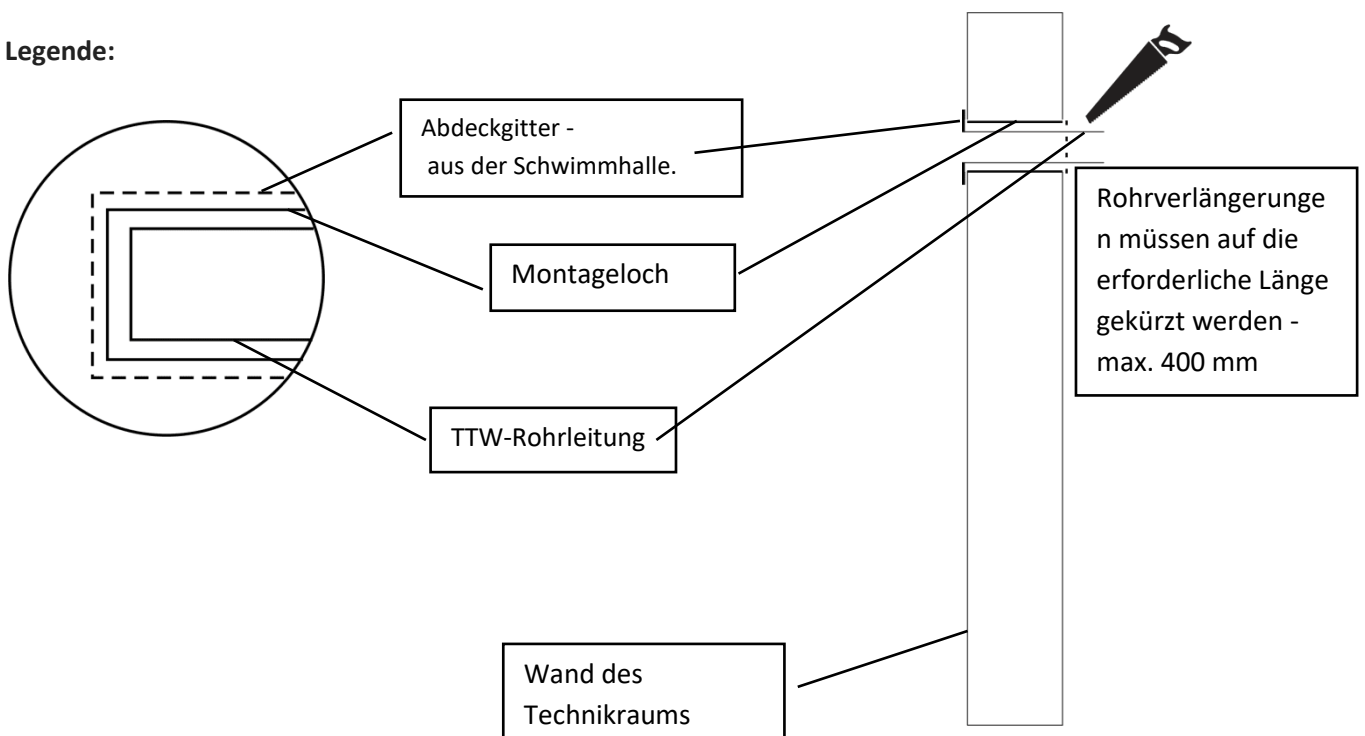 Legende:
Abdeckgitter -
aus der Schwimmhalle.
Montageloch
TTW-Rohrleitung
Rohrverlängerunge
n müssen auf die
erforderliche Länge
gekürzt werden -
max. 400 mm
Wand des
Technikraums